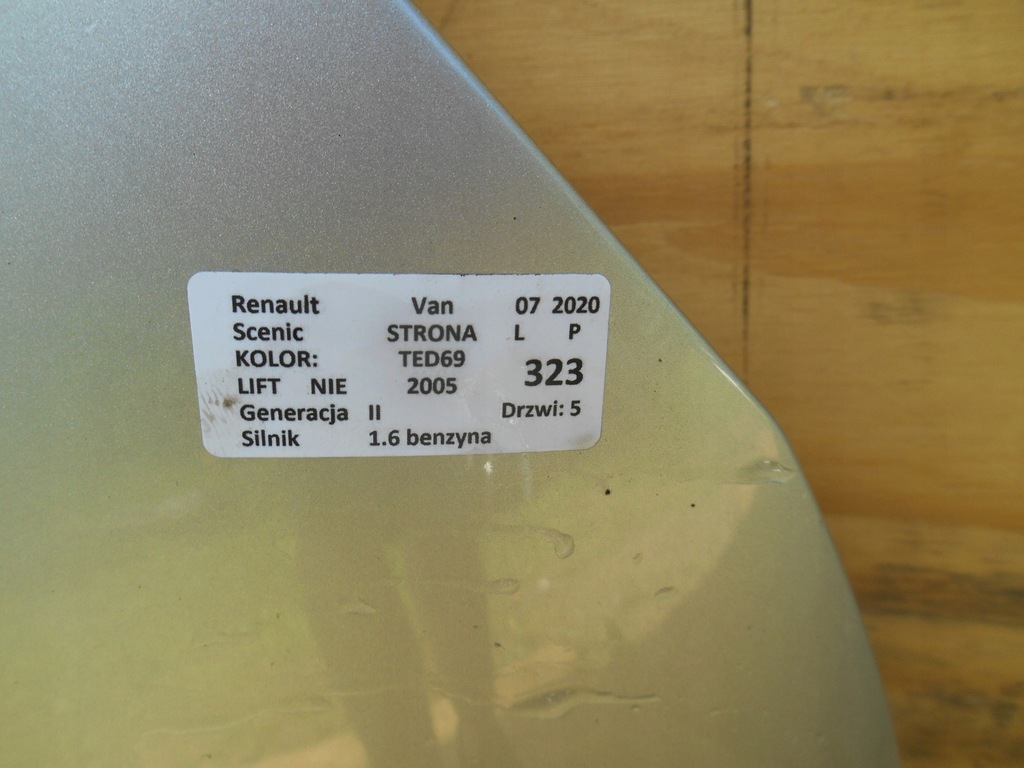 Renault Van 07 2020
Scenic STRONA L P
KOLOR: TED69
LIFT NIE 2005 323
Generacja II Drzwi: 5
Silnik 1.6 benzyna